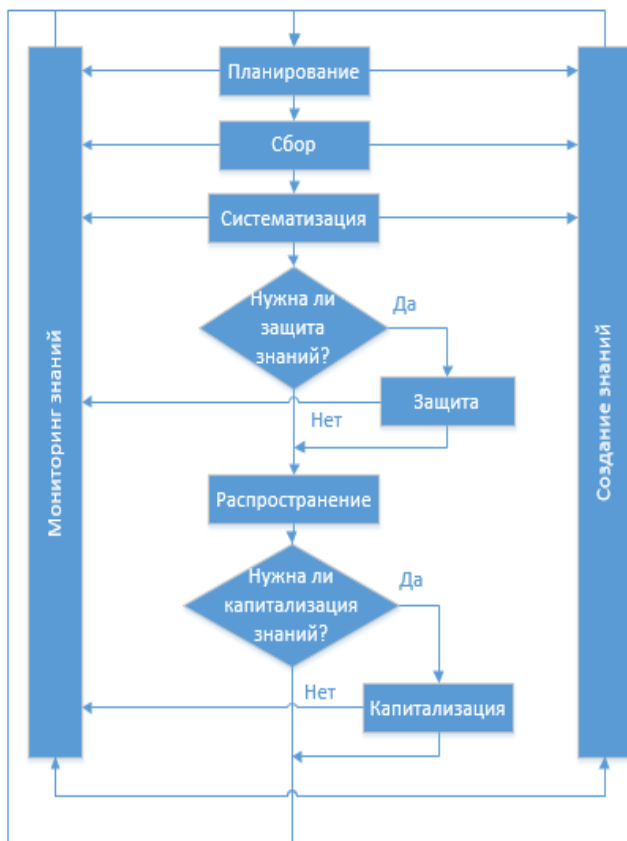 Планирование
Сбор
Систематизация
Нужна ли
защита
знаний?
Да
Защита
Нет
Распространение
Нужна ли
капитализация
знаний?
Да
Нет
Капитализация
Мониторинг знаний
Создание знаний